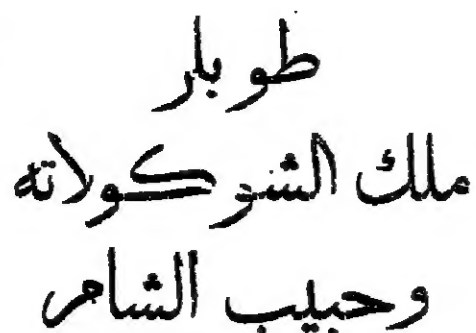 طوبلر
ملك الشوكولاته
وحبيب الشام